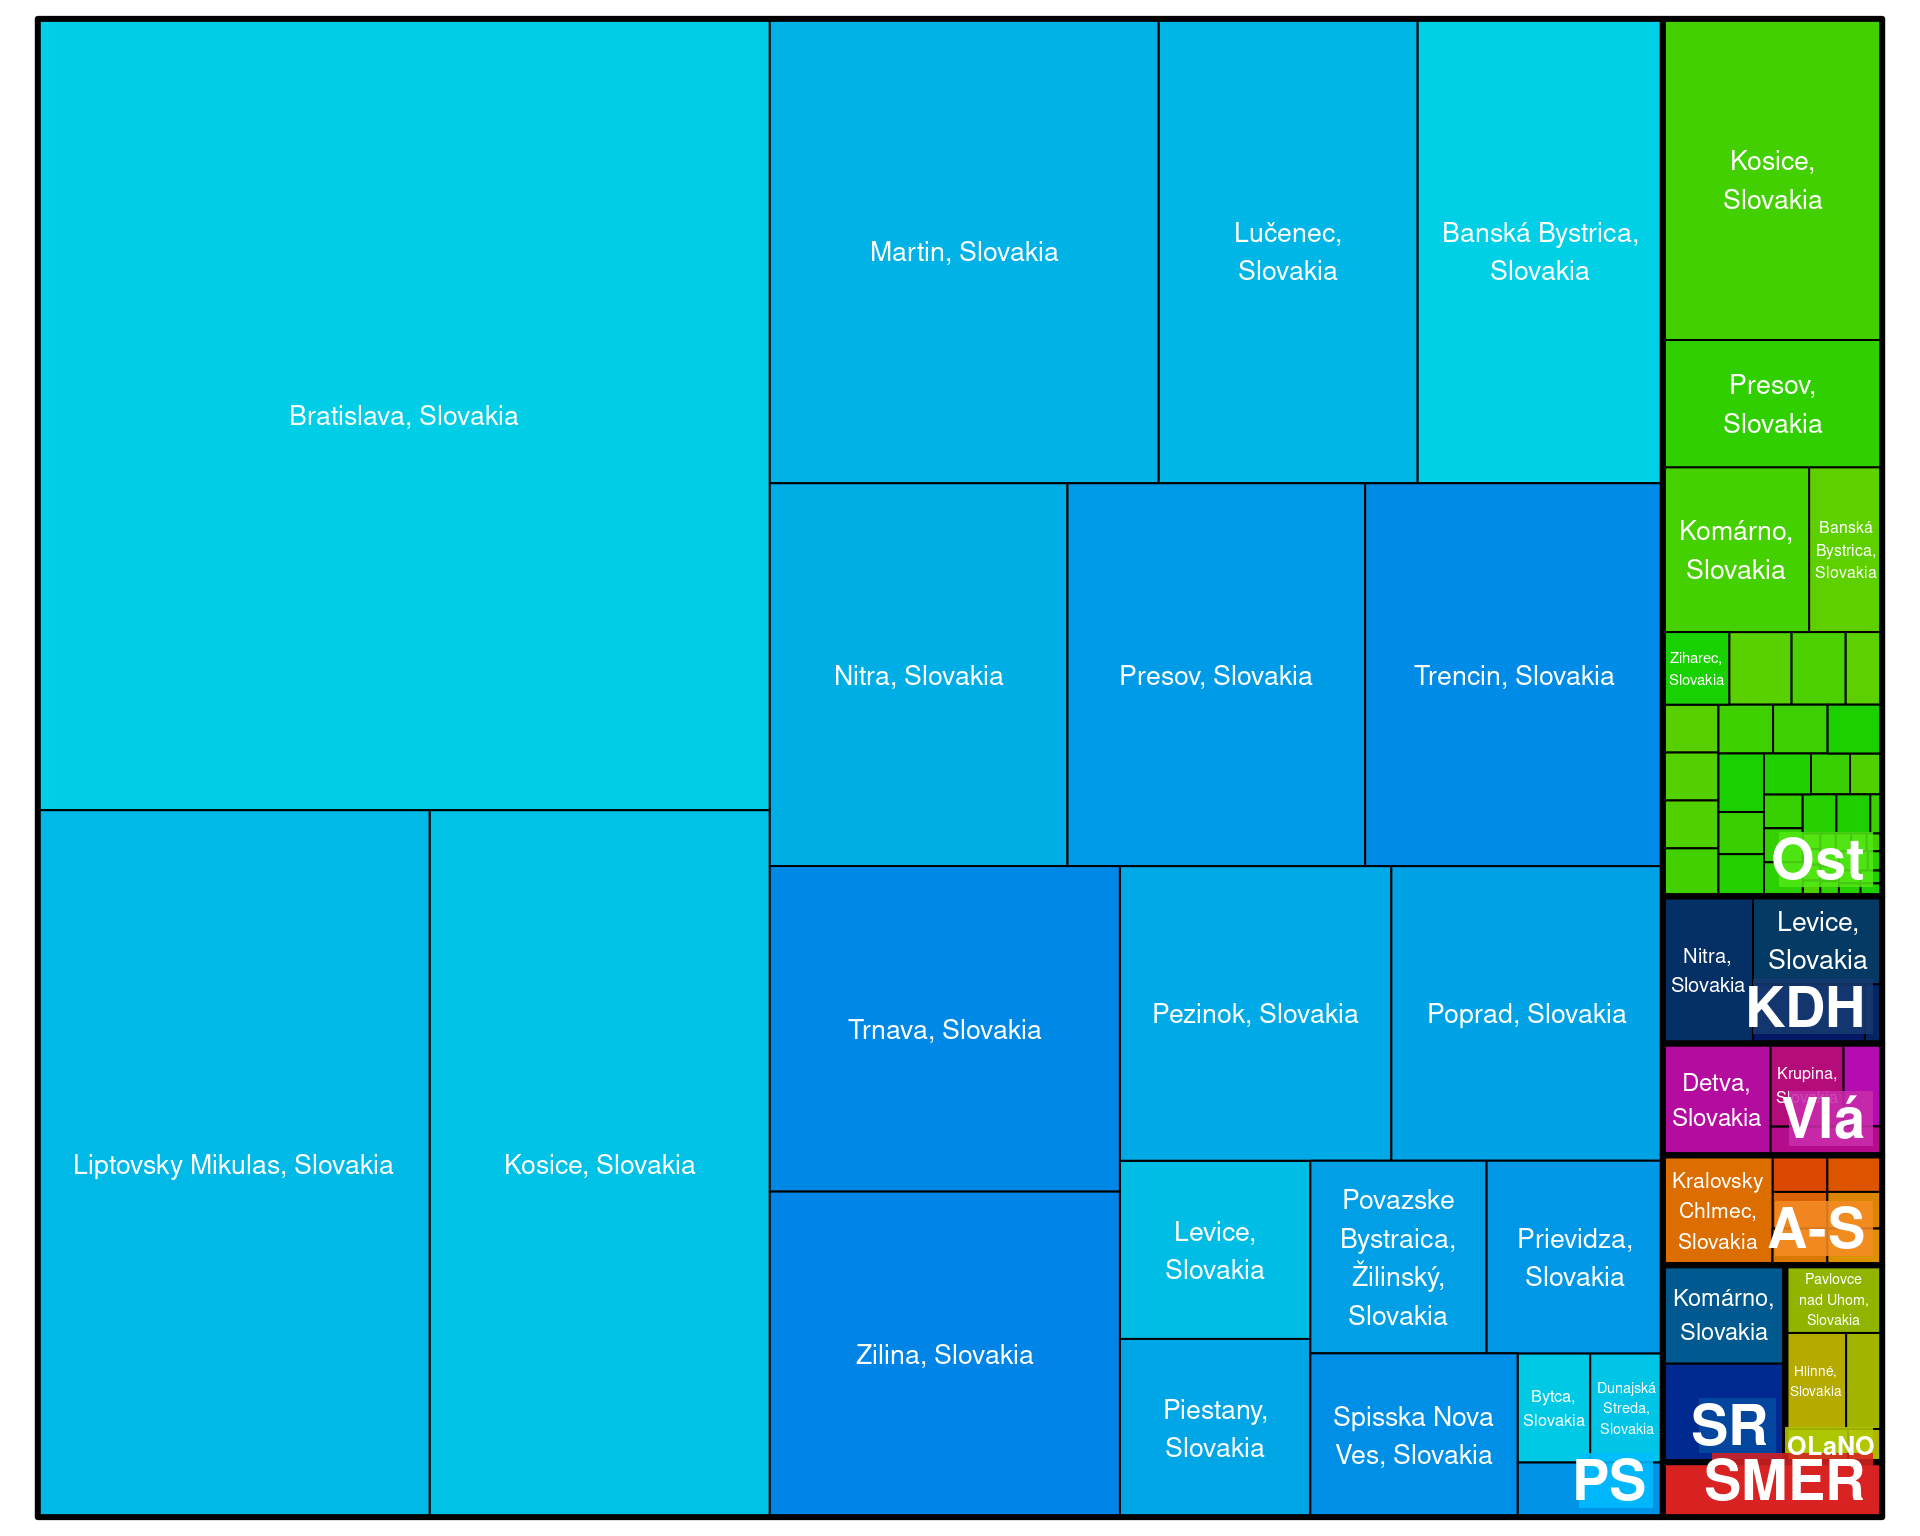 Bratislava, Slovakia
Liptovsky Mikulas, Slovakia
Kosice, Slovakia
Martin, Slovakia
Lučenec,
Slovakia
Banská Bystrica,
Slovakia
Nitra, Slovakia
Presov, Slovakia
Trencin, Slovakia
Trnava, Slovakia
Zilina, Slovakia
Pezinok, Slovakia
Poprad, Slovakia
Levice,
Slovakia
Piestany,
Slovakia
Povazske
Bystraica,
Žilinský,
Slovakia
Prievidza,
Slovakia
Spisska Nova
Ves, Slovakia
Bytca,
Slovakia
Dunajská
Streda,
Slovakia
PS
Kosice,
Slovakia
Presov,
Slovakia
Komárno,
Slovakia
Banská
Bystrica,
Slovakia
Ziharec,
Slovakia
Ost
Nitra,
Slovakia
Levice,
Slovakia
KDH
Detva,
Slovakia
Krupina,
Slovakia
Vlá
Kralovsky
Chlmec,
Slovakia
A-S
Komárno,
Slovakia
SR
Pavlovce
nad Uhom,
Slovakia
Hlinné,
Slovakia
OLaNO
SMER